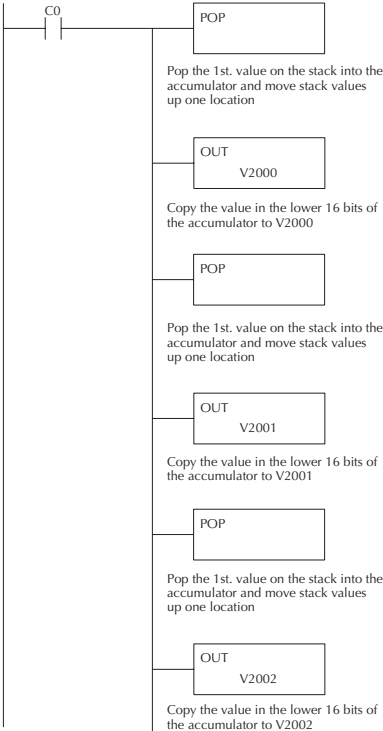 C0
POP
Pop the 1st. value on the stack into the
accumulator and move stack values
up one location
OUT
V2000
Copy the value in the lower 16 bits of
the accumulator to V2000
POP
Pop the 1st. value on the stack into the
accumulator and move stack values
up one location
OUT
V2001
Copy the value in the lower 16 bits of
the accumulator to V2001
POP
Pop the 1st. value on the stack into the
accumulator and move stack values
up one location
OUT
V2002
Copy the value in the lower 16 bits of
the accumulator to V2002